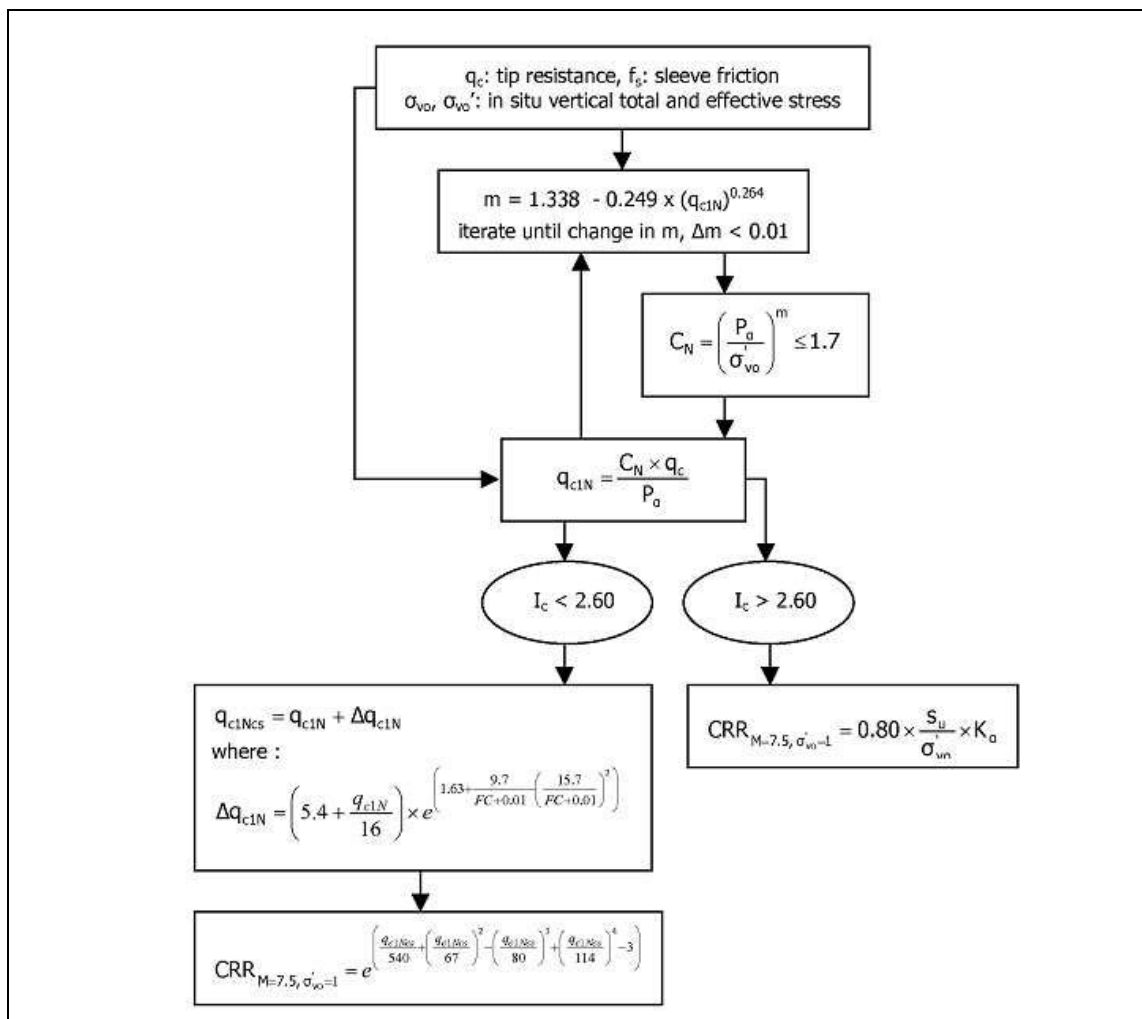 q_c: tip resistance, f_s: sleeve friction
σ_vo, σ_vo': in situ vertical total and effective stress
m = 1.338 - 0.249 x (q_c1N)^0.264
iterate until change in m, Δm < 0.01
C_N = (P_a / σ'_vo)^m ≤ 1.7
q_c1N = (C_N × q_c) / P_a
I_c < 2.60
I_c > 2.60
q_c1Ncs = q_c1N + Δq_c1N
where :
Δq_c1N = (5.4 + q_c1N / 16) × e^(1.63 + 9.7 / (FC+0.01) - (15.7 / (FC+0.01))^2)
CRR_M=7.5, σ'_vo=1 = 0.80 × s_u / σ'_vo × K_α
CRR_M=7.5, σ'_vo=1 = e^(q_c1Ncs / 540 + (q_c1Ncs / 67)^2 - (q_c1Ncs / 80)^3 + (q_c1Ncs / 114)^4 - 3)